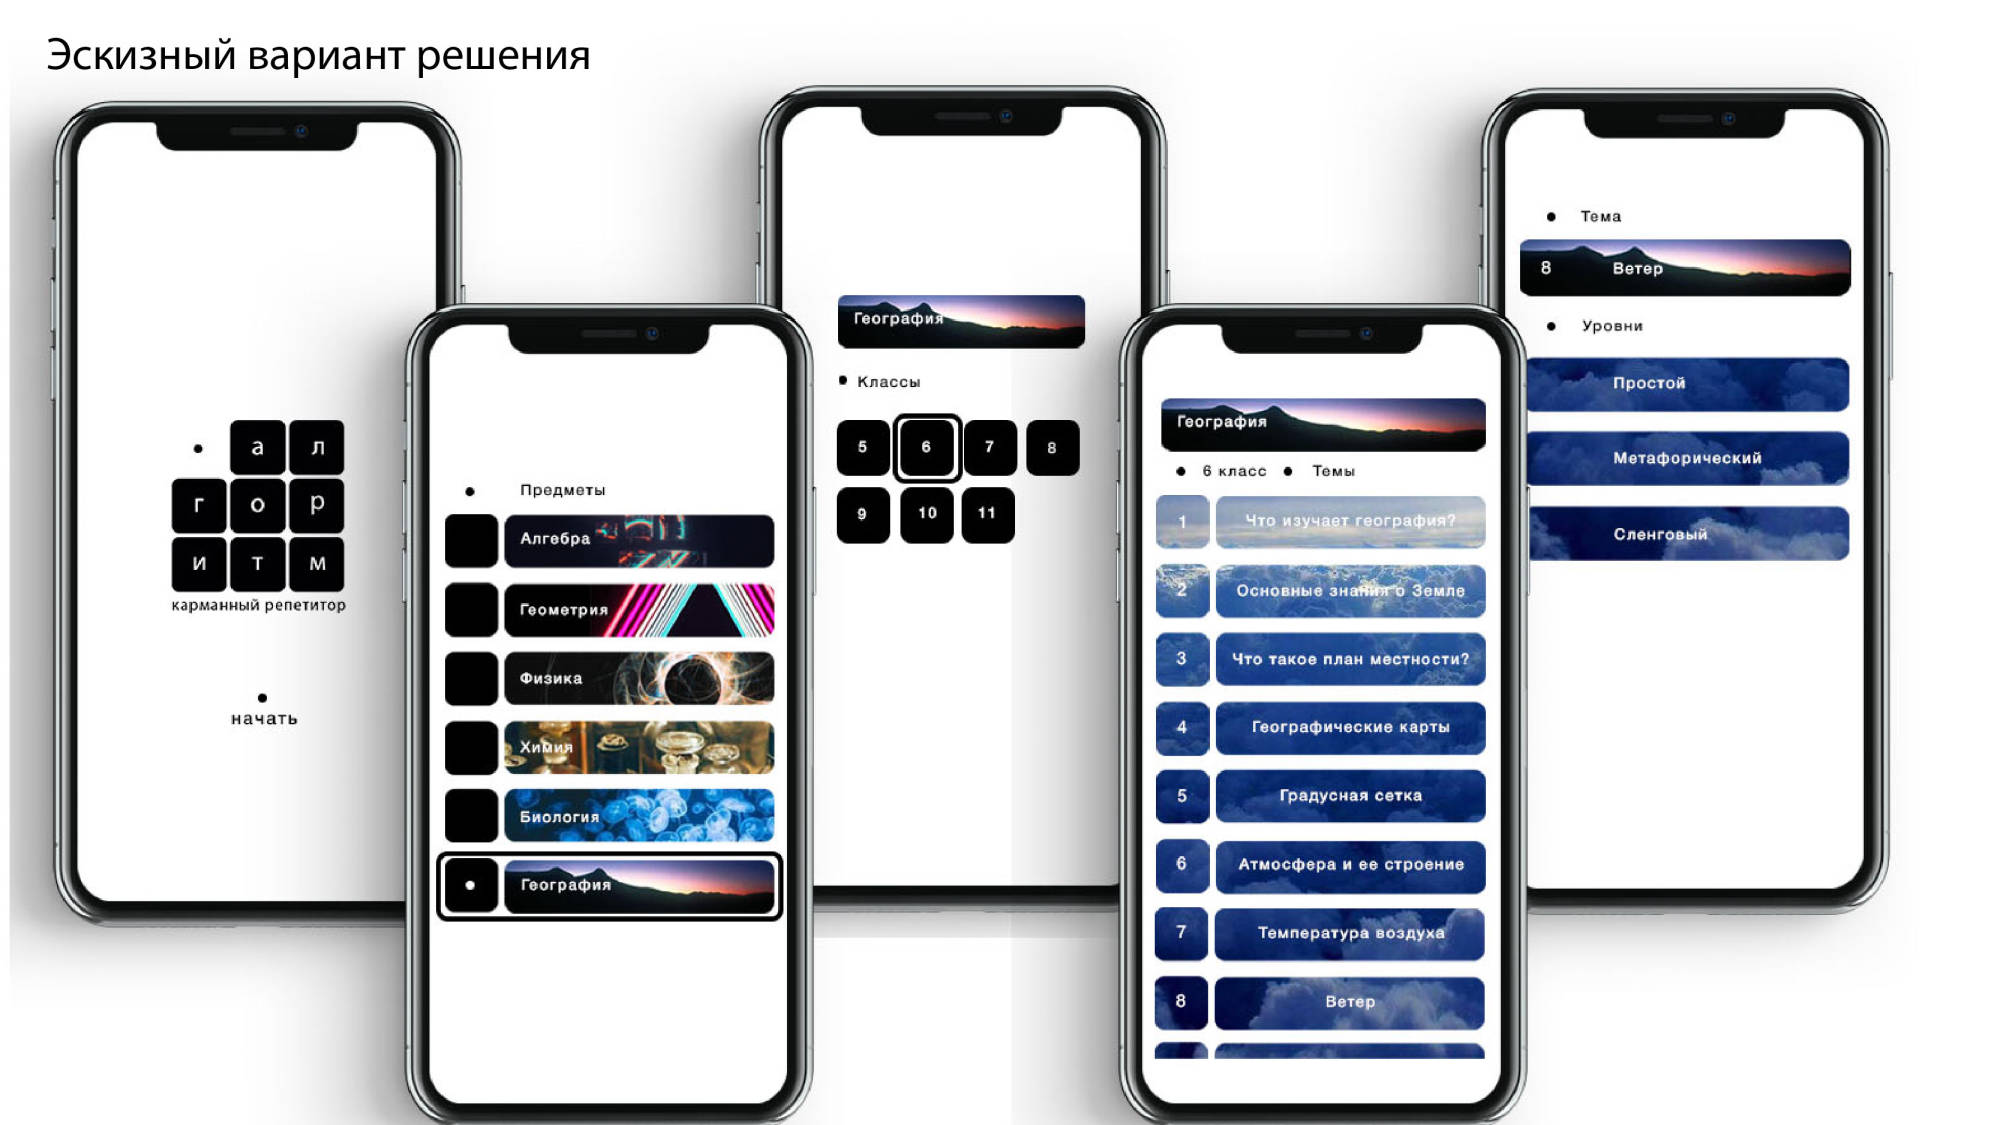 Эскизный вариант решения
а л
г о р
и т м
карманный репетитор
начать
Предметы
Алгебра
Геометрия
Физика
Химия
Биология
География
География
Классы
5 6 7 8
9 10 11
География
6 класс Темы
1 Что изучает география?
2 Основные знания о Земле
3 Что такое план местности?
4 Географические карты
5 Градусная сетка
6 Атмосфера и ее строение
7 Температура воздуха
8 Ветер
Тема
8 Ветер
Уровни
Простой
Метафорический
Сленговый